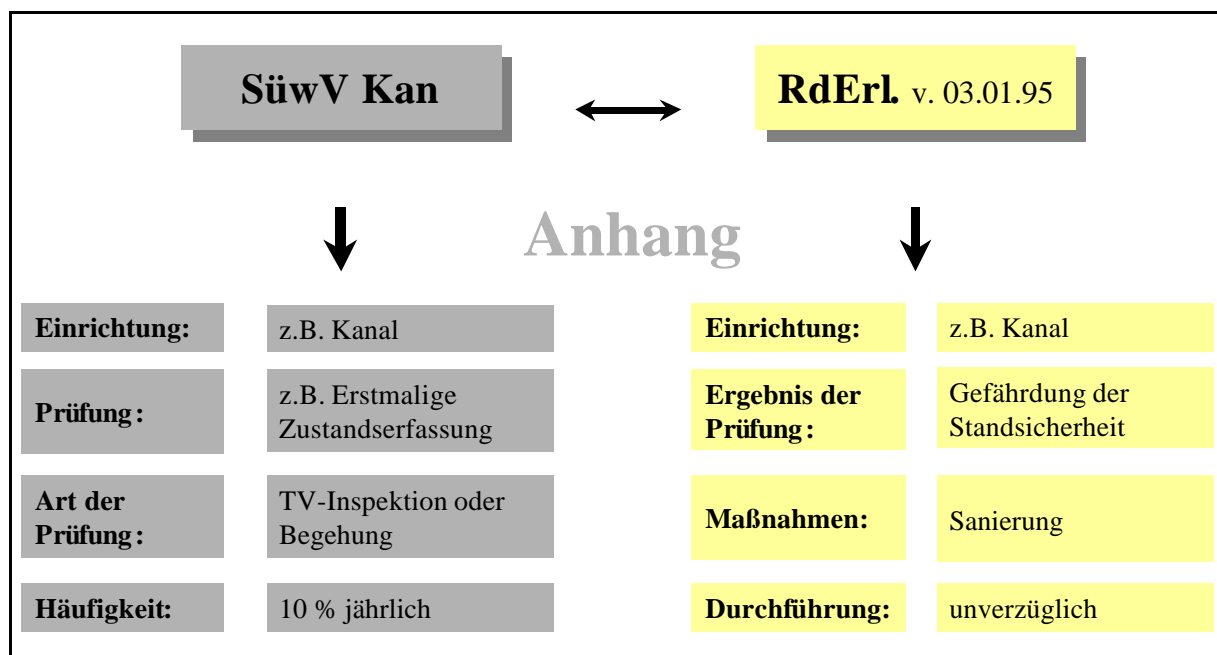 SüwV Kan
RdErl. v. 03.01.95
Anhang
Einrichtung: z.B. Kanal
Prüfung: z.B. Erstmalige
Zustandserfassung
Art der
Prüfung:
TV-Inspektion oder
Begehung
Häufigkeit: 10 % jährlich
Einrichtung: z.B. Kanal
Ergebnis der
Prüfung:
Gefährdung der
Standsicherheit
Maßnahmen: Sanierung
Durchführung: unverzüglich